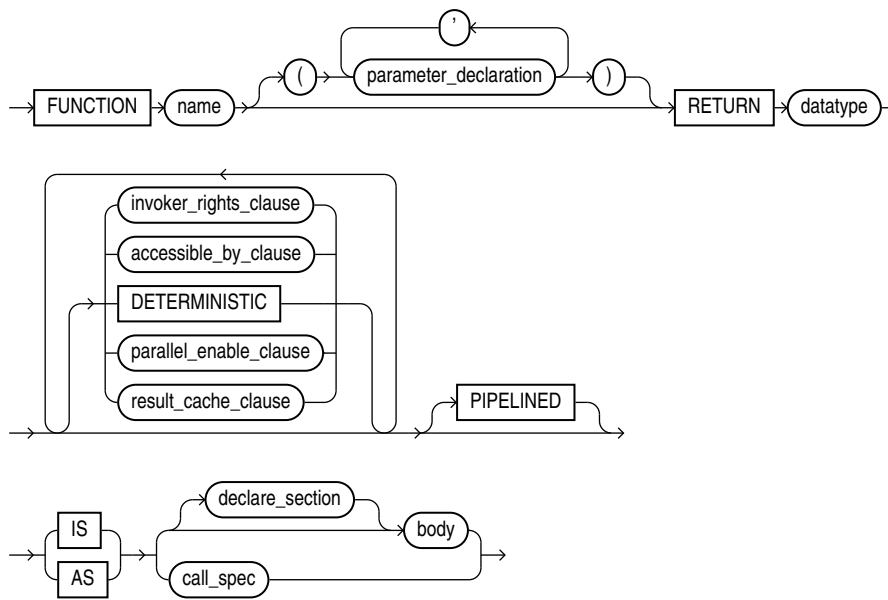 ,
( parameter_declaration )
FUNCTION name RETURN datatype
invoker_rights_clause
accessible_by_clause
DETERMINISTIC
parallel_enable_clause
result_cache_clause
PIPELINED
declare_section
IS body
AS call_spec